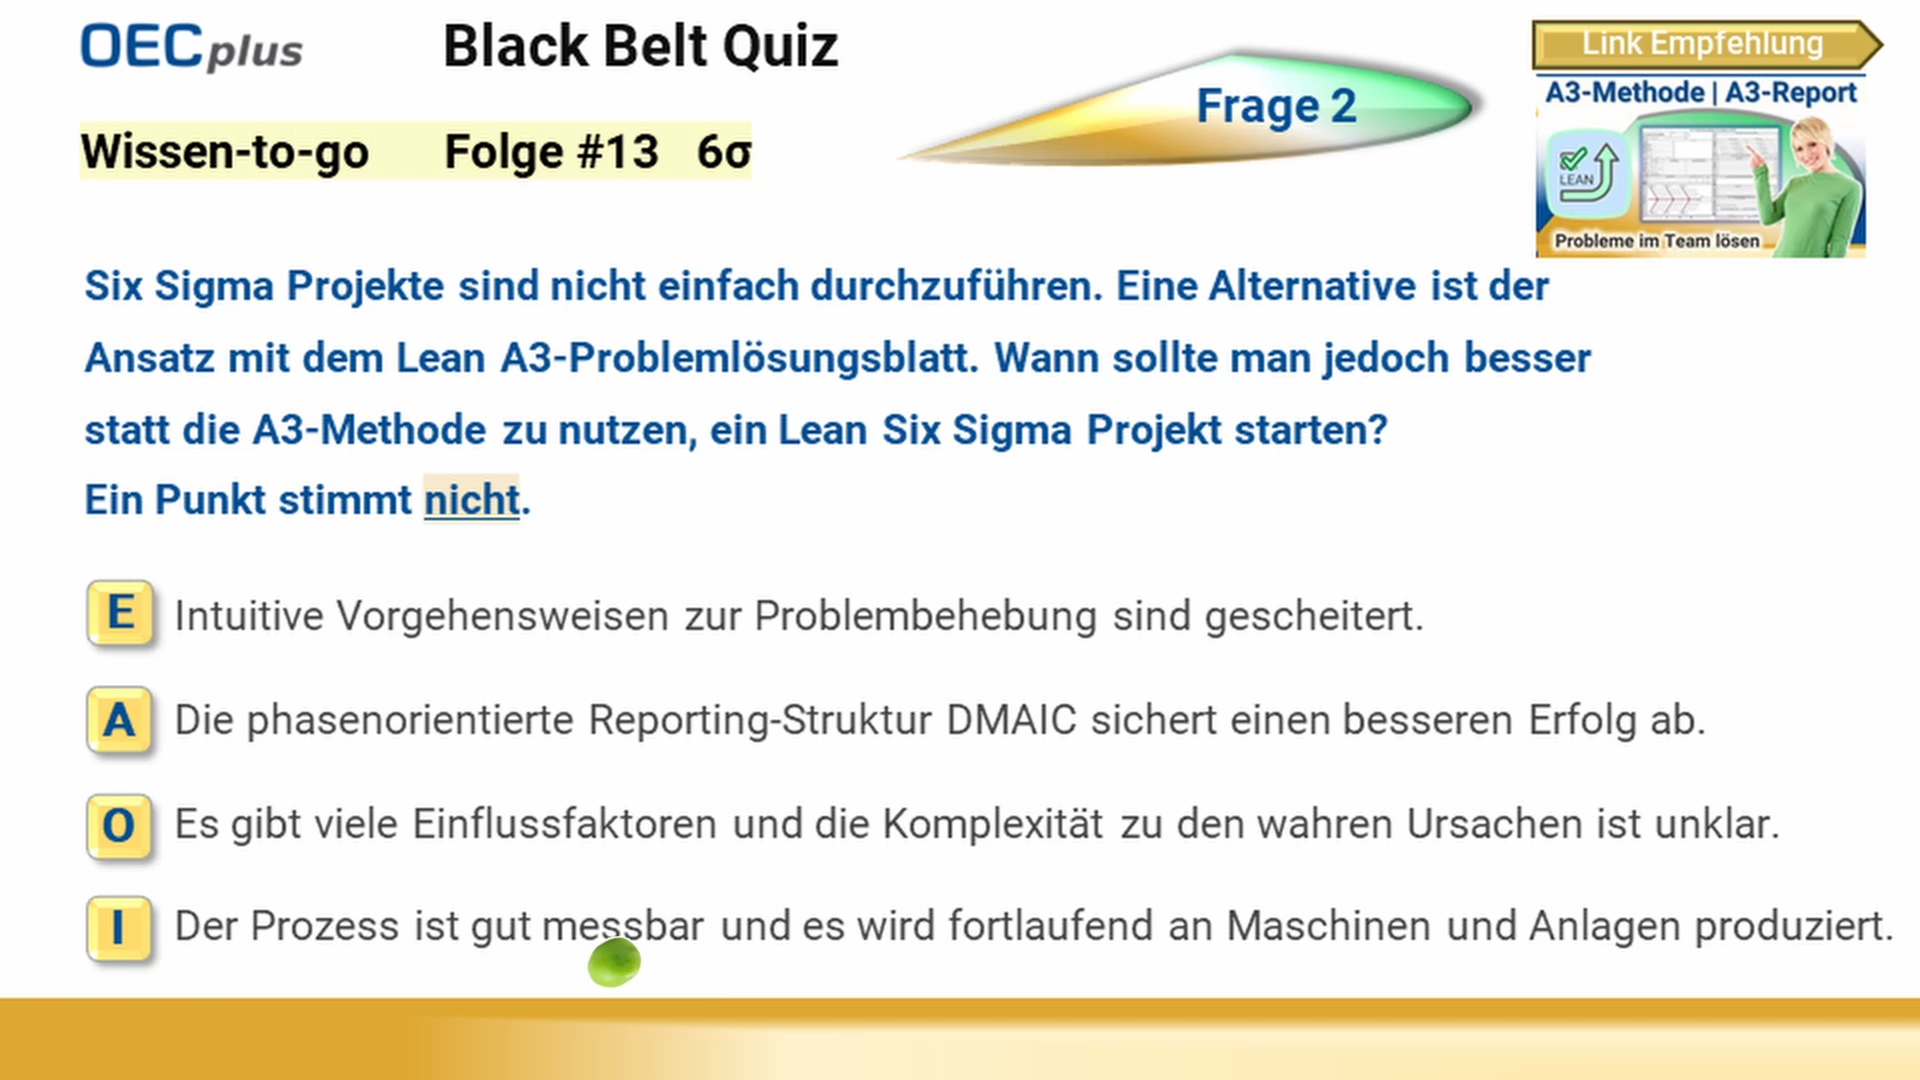 OECplus
Black Belt Quiz
Link Empfehlung
Frage 2
A3-Methode | A3-Report
Wissen-to-go Folge #13 6σ
LEAN
Probleme im Team lösen
Six Sigma Projekte sind nicht einfach durchzuführen. Eine Alternative ist der
Ansatz mit dem Lean A3-Problemlösungsblatt. Wann sollte man jedoch besser
statt die A3-Methode zu nutzen, ein Lean Six Sigma Projekt starten?
Ein Punkt stimmt nicht.
E Intuitive Vorgehensweisen zur Problembehebung sind gescheitert.
A Die phasenorientierte Reporting-Struktur DMAIC sichert einen besseren Erfolg ab.
O Es gibt viele Einflussfaktoren und die Komplexität zu den wahren Ursachen ist unklar.
I Der Prozess ist gut messbar und es wird fortlaufend an Maschinen und Anlagen produziert.